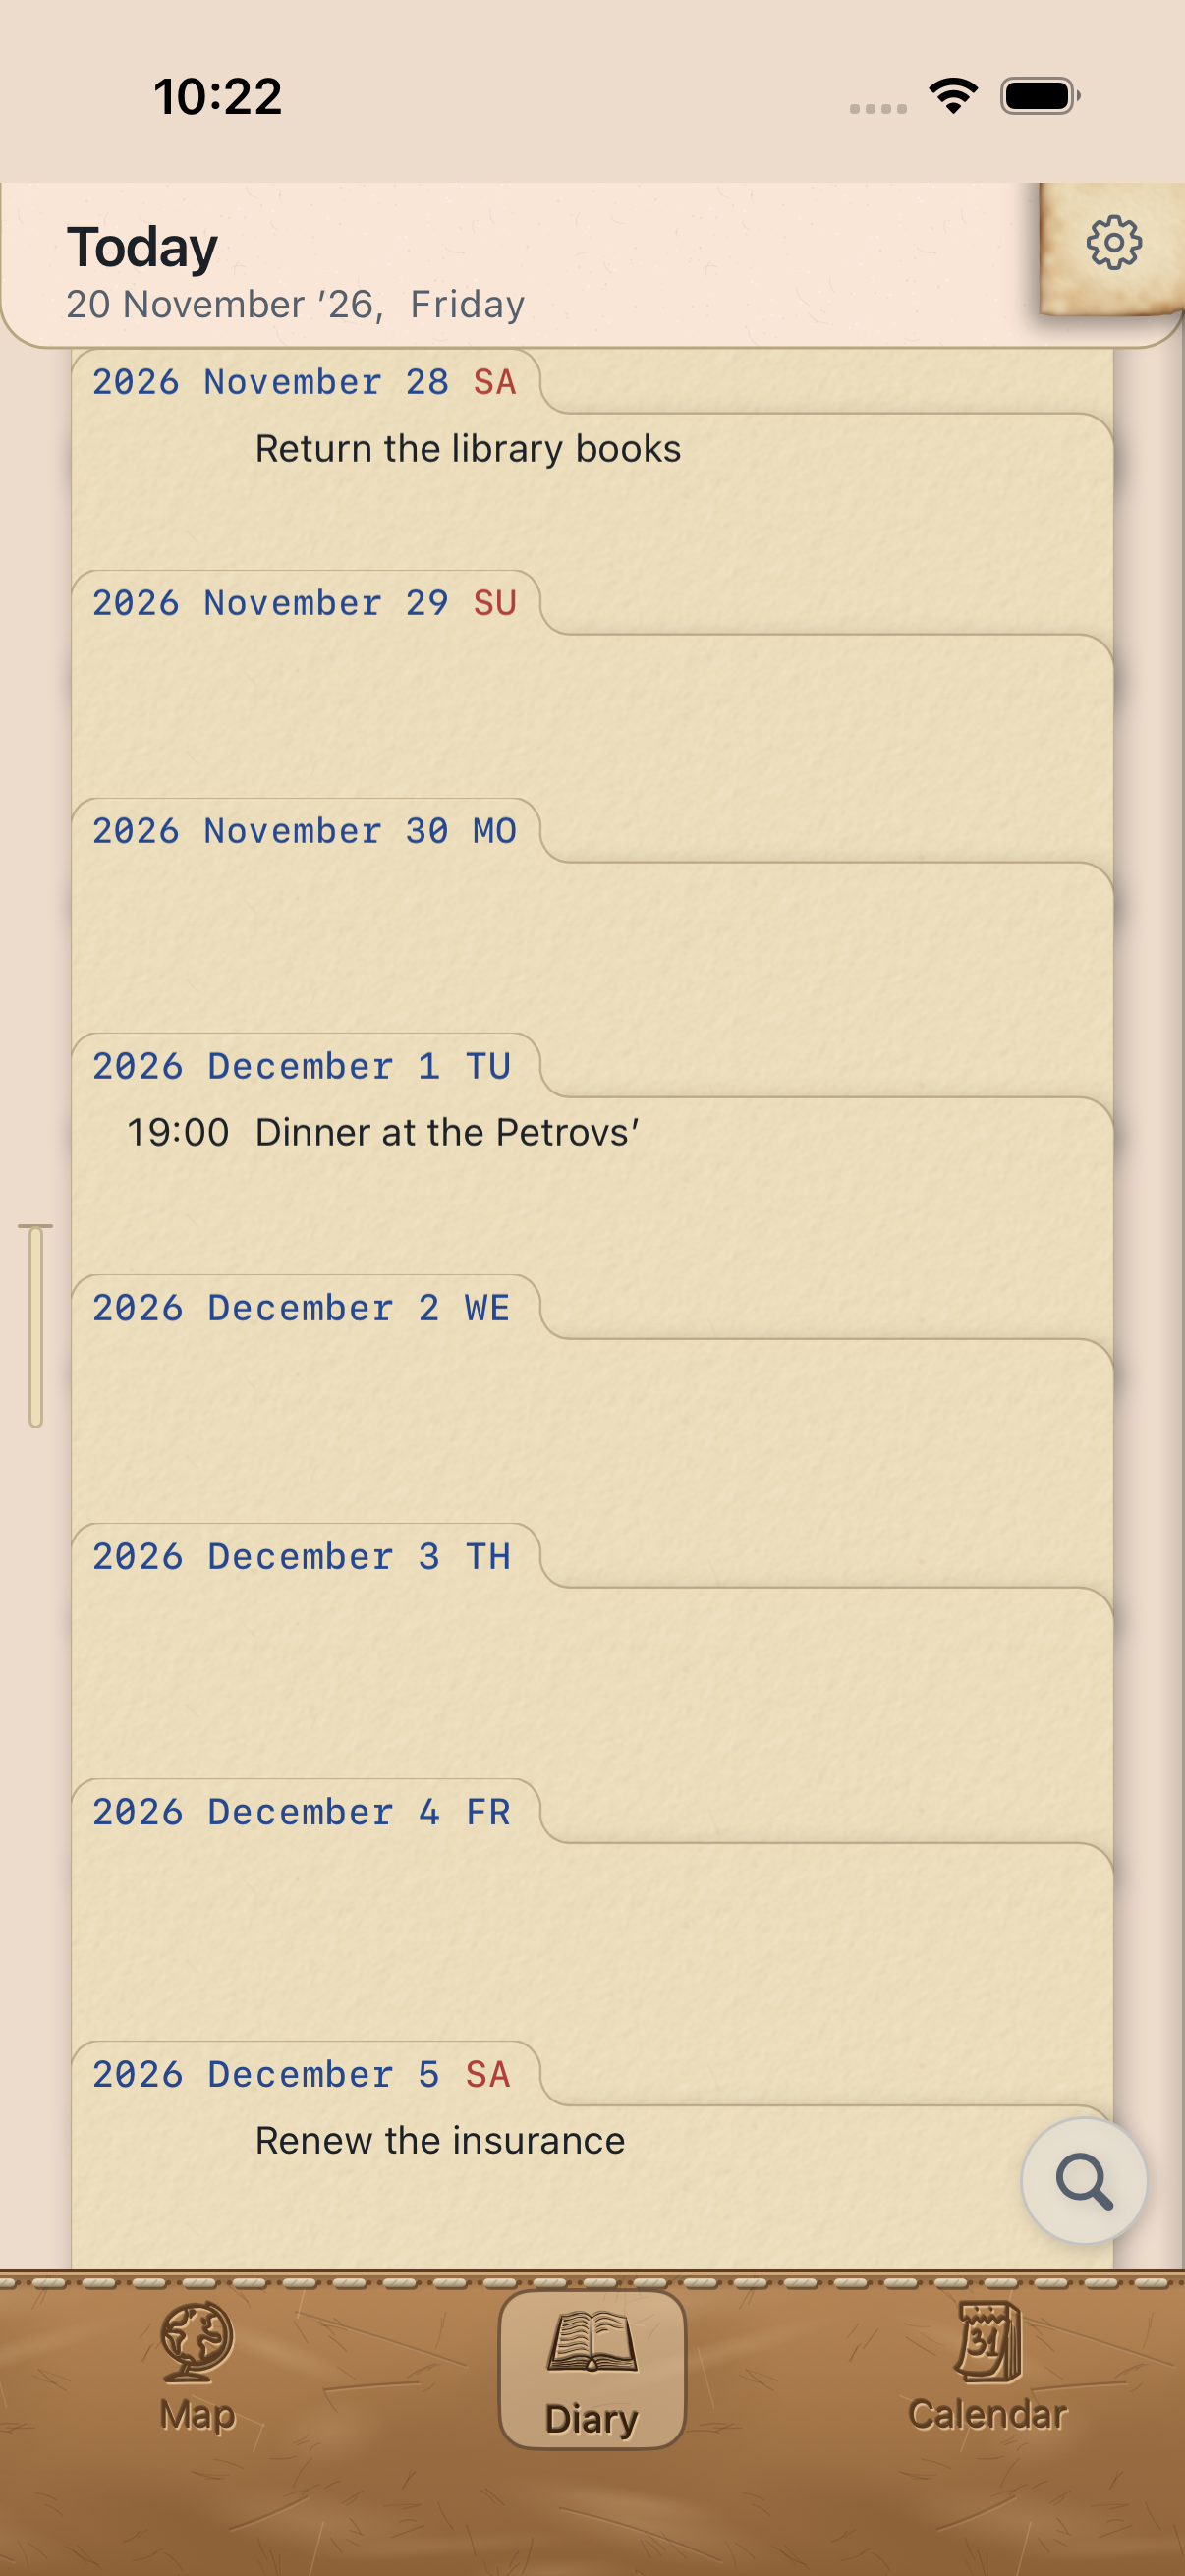 10:22
Today
20 November ’26, Friday
2026 November 28 SA
Return the library books
2026 November 29 SU
2026 November 30 MO
2026 December 1 TU
19:00 Dinner at the Petrovs’
2026 December 2 WE
2026 December 3 TH
2026 December 4 FR
2026 December 5 SA
Renew the insurance
31
Map
Diary
Calendar